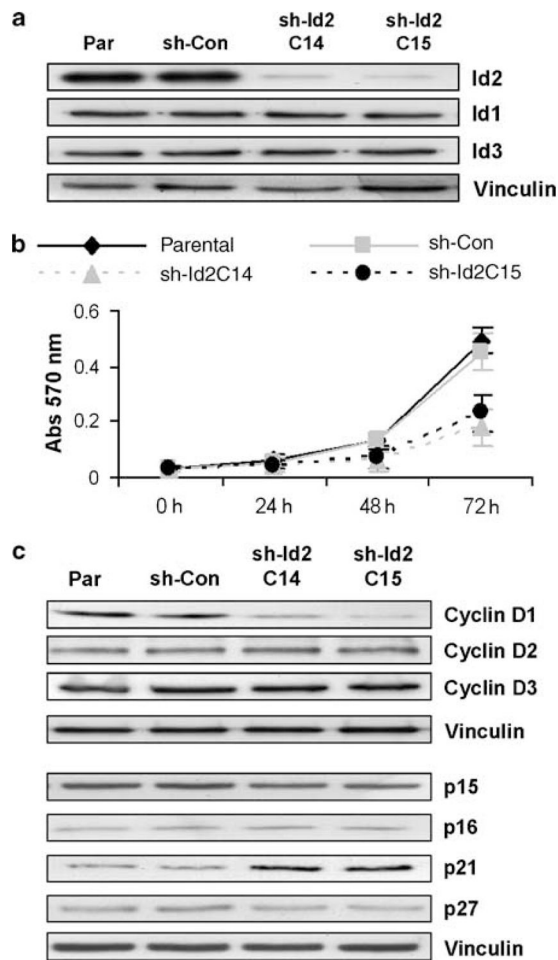 a
Par sh-Con sh-Id2 C14 sh-Id2 C15
Id2
Id1
Id3
Vinculin
b
Parental sh-Con
sh-Id2C14 sh-Id2C15
Abs 570 nm
0.6
0.4
0.2
0
0 h 24 h 48 h 72 h
c
Par sh-Con sh-Id2 C14 sh-Id2 C15
Cyclin D1
Cyclin D2
Cyclin D3
Vinculin
p15
p16
p21
p27
Vinculin